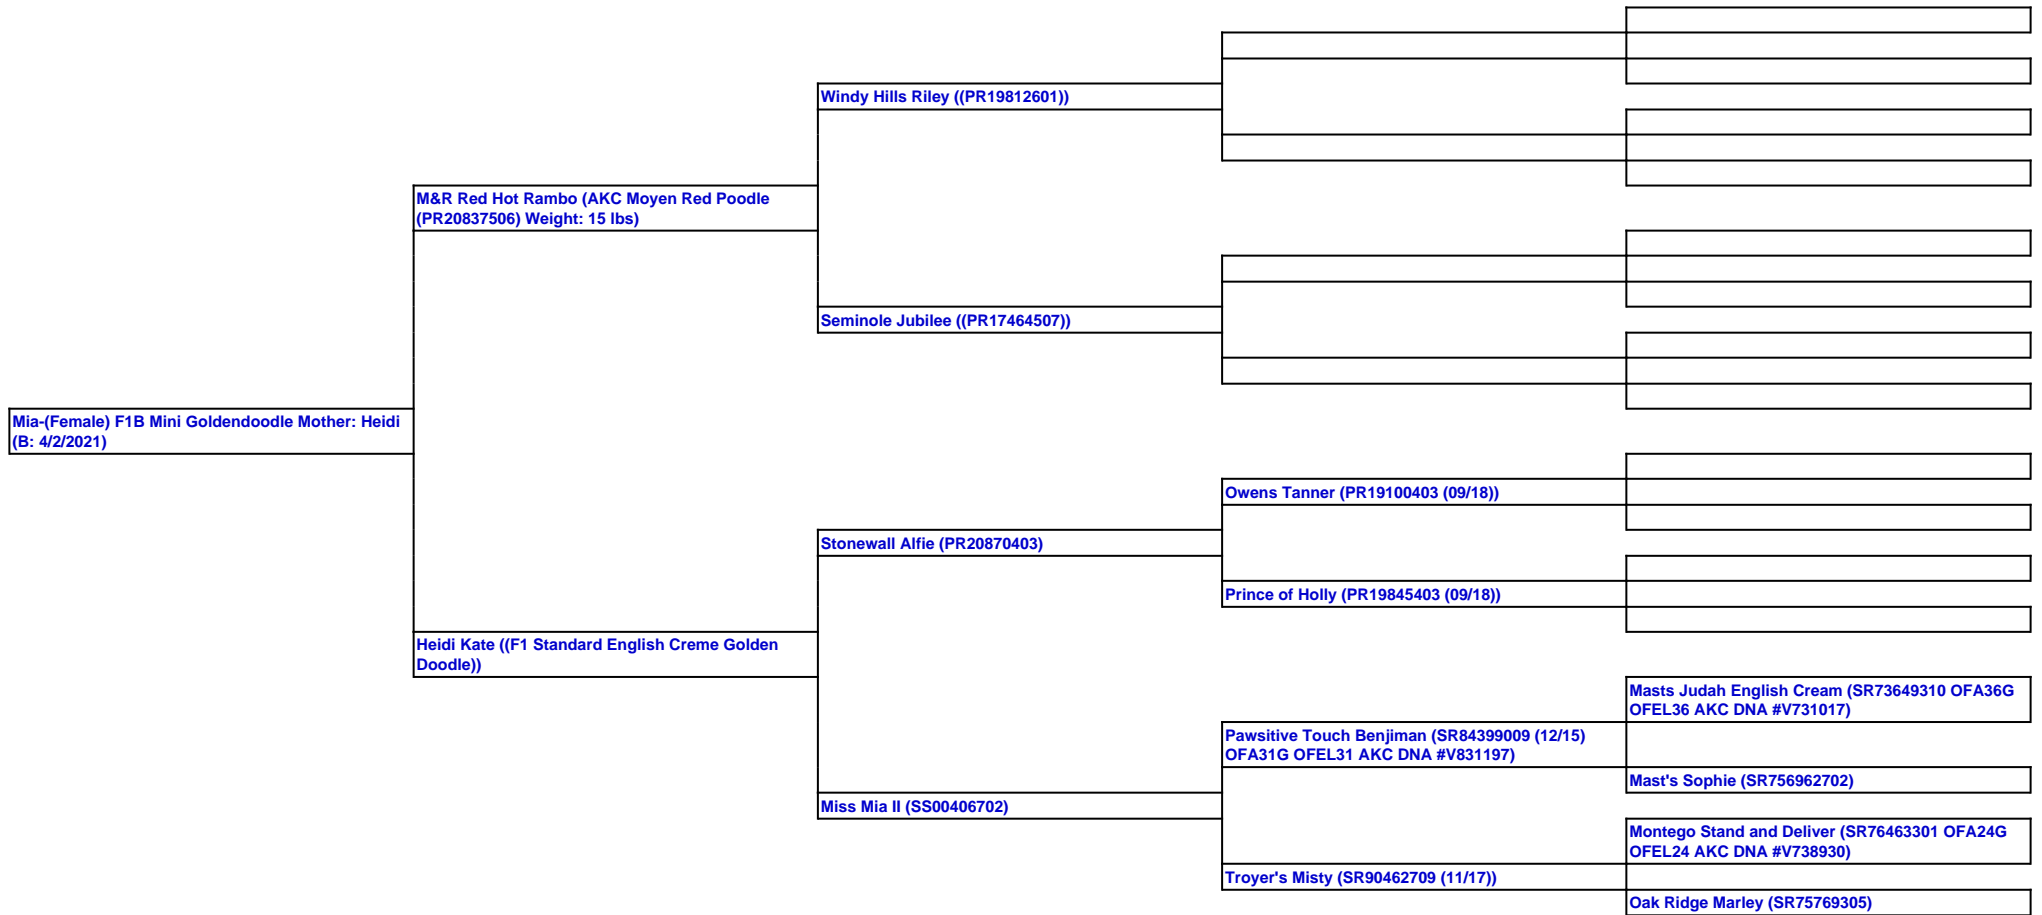 Windy Hills Riley ((PR19812601))
M&R Red Hot Rambo (AKC Moyen Red Poodle
(PR20837506) Weight: 15 lbs)
Seminole Jubilee ((PR17464507))
Mia-(Female) F1B Mini Goldendoodle Mother: Heidi
(B: 4/2/2021)
Owens Tanner (PR19100403 (09/18))
Stonewall Alfie (PR20870403)
Prince of Holly (PR19845403 (09/18))
Heidi Kate ((F1 Standard English Creme Golden
Doodle))
Masts Judah English Cream (SR73649310 OFA36G
OFEL36 AKC DNA #V731017)
Pawsitive Touch Benjiman (SR84399009 (12/15)
OFA31G OFEL31 AKC DNA #V831197)
Mast's Sophie (SR756962702)
Miss Mia II (SS00406702)
Montego Stand and Deliver (SR76463301 OFA24G
OFEL24 AKC DNA #V738930)
Troyer's Misty (SR90462709 (11/17))
Oak Ridge Marley (SR75769305)